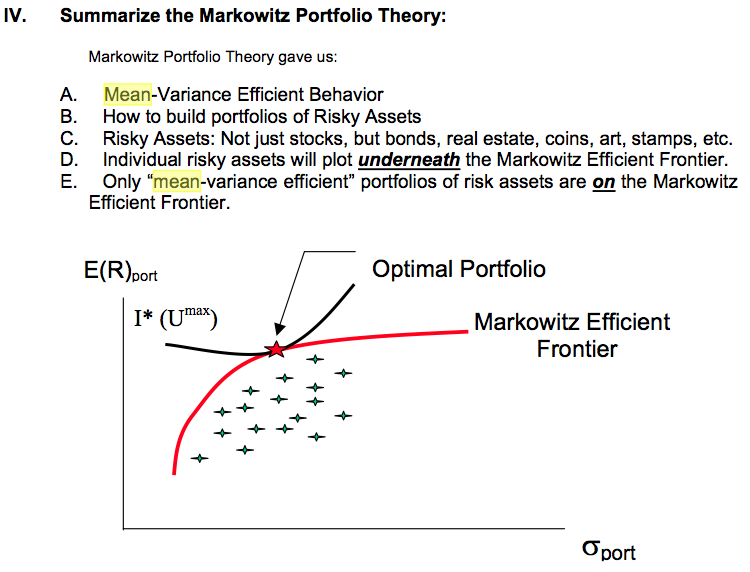 IV. Summarize the Markowitz Portfolio Theory:
Markowitz Portfolio Theory gave us:
A. Mean-Variance Efficient Behavior
B. How to build portfolios of Risky Assets
C. Risky Assets: Not just stocks, but bonds, real estate, coins, art, stamps, etc.
D. Individual risky assets will plot underneath the Markowitz Efficient Frontier.
E. Only “mean-variance efficient” portfolios of risk assets are on the Markowitz
Efficient Frontier.
E(R)port
Optimal Portfolio
I* (Umax)
Markowitz Efficient
Frontier
σport